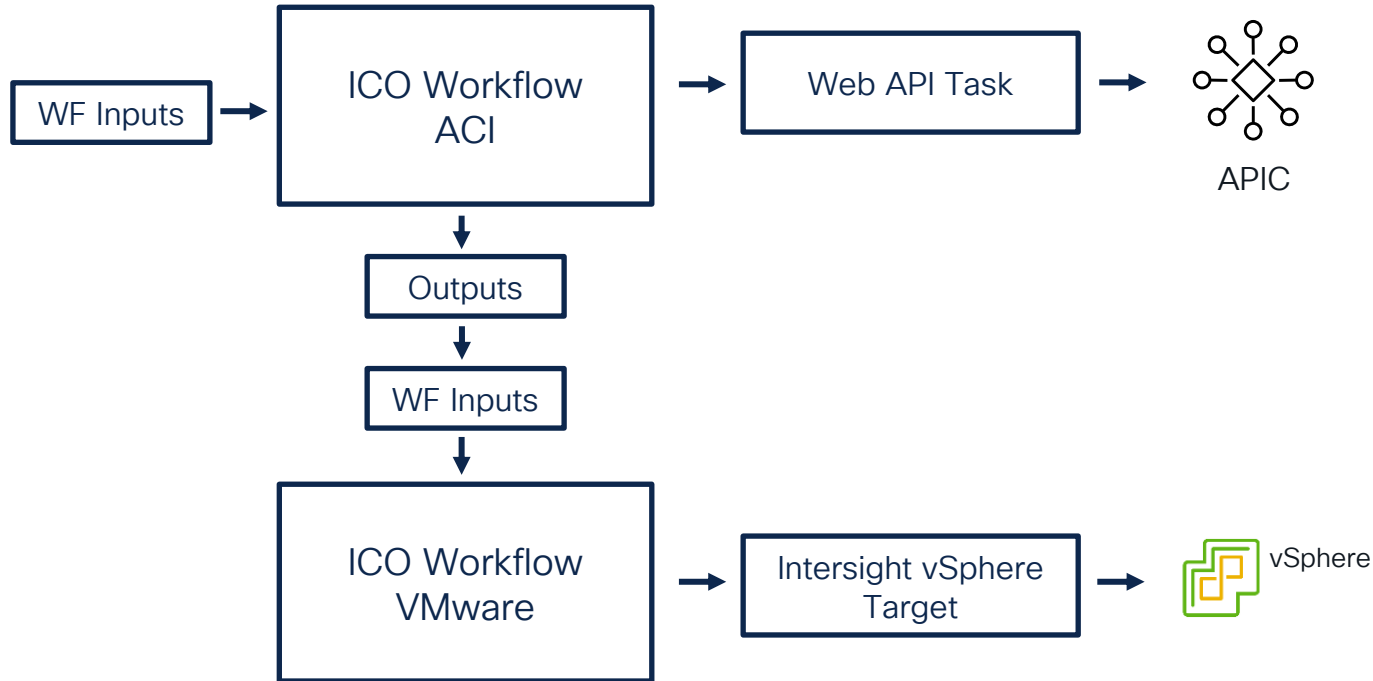 WF Inputs
ICO Workflow
ACI
Web API Task
APIC
Outputs
WF Inputs
ICO Workflow
VMware
Intersight vSphere
Target
vSphere